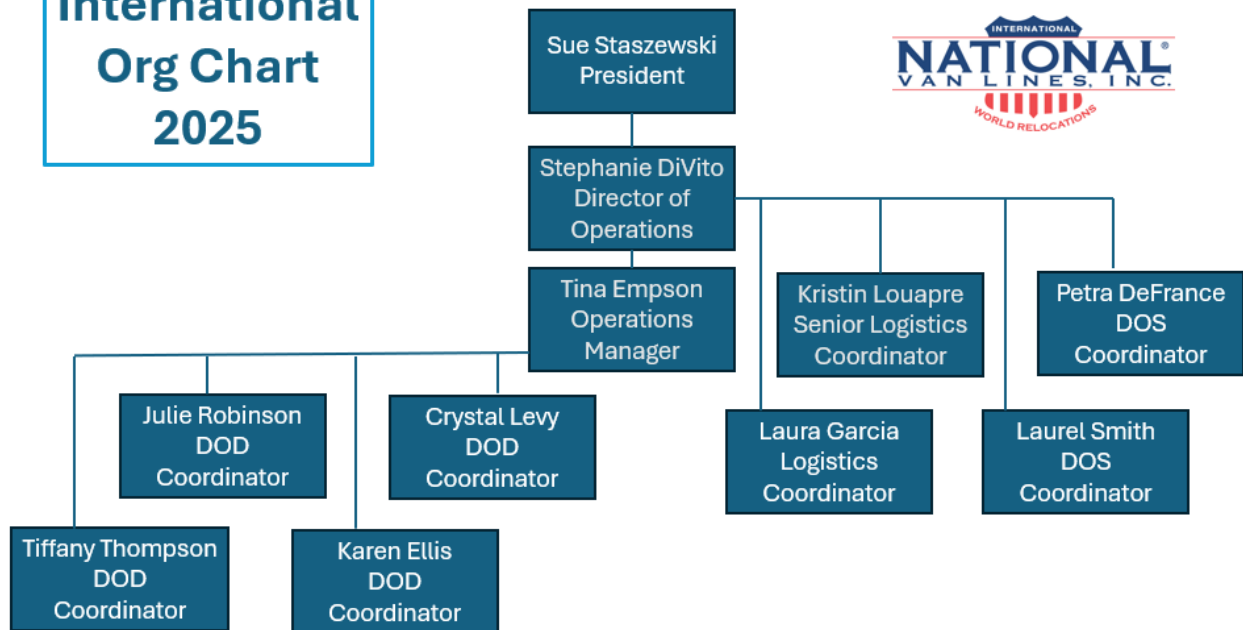 International
Org Chart
2025
Sue Staszewski
President
INTERNATIONAL
NATIONAL®
VAN LINES, INC.
WORLD RELOCATIONS
Stephanie DiVito
Director of
Operations
Tina Empson
Operations
Manager
Kristin Louapre
Senior Logistics
Coordinator
Petra DeFrance
DOS
Coordinator
Julie Robinson
DOD
Coordinator
Crystal Levy
DOD
Coordinator
Laura Garcia
Logistics
Coordinator
Laurel Smith
DOS
Coordinator
Tiffany Thompson
DOD
Coordinator
Karen Ellis
DOD
Coordinator